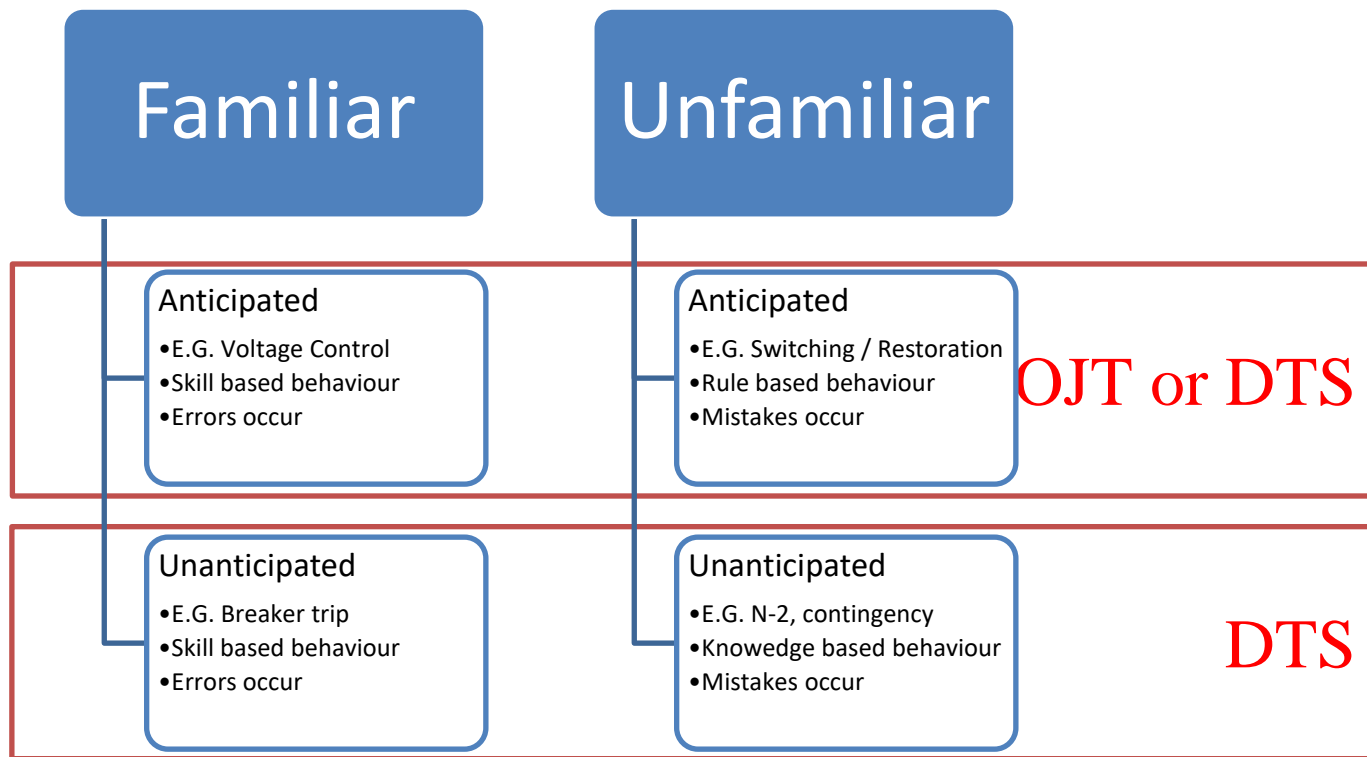 Familiar
Unfamiliar
Anticipated
•E.G. Voltage Control
•Skill based behaviour
•Errors occur
Anticipated
•E.G. Switching / Restoration
•Rule based behaviour
•Mistakes occur
OJT or DTS
Unanticipated
•E.G. Breaker trip
•Skill based behaviour
•Errors occur
Unanticipated
•E.G. N-2, contingency
•Knowedge based behaviour
•Mistakes occur
DTS